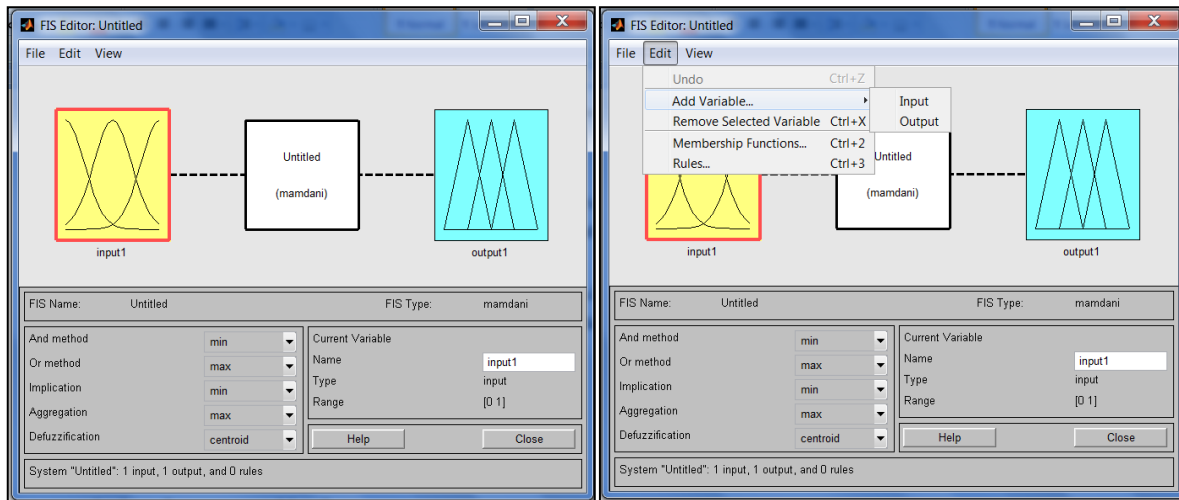 FIS Editor: Untitled
File Edit View
Untitled
(mamdani)
input1
output1
FIS Name: Untitled FIS Type: mamdani
And method min
Or method max
Implication min
Aggregation max
Defuzzification centroid
Current Variable
Name input1
Type input
Range [0 1]
Help Close
System "Untitled": 1 input, 1 output, and 0 rules
FIS Editor: Untitled
File Edit View
Undo Ctrl+Z
Add Variable...
Remove Selected Variable Ctrl+X
Membership Functions... Ctrl+2
Rules... Ctrl+3
Input
Output
Untitled
(mamdani)
input1
output1
FIS Name: Untitled FIS Type: mamdani
And method min
Or method max
Implication min
Aggregation max
Defuzzification centroid
Current Variable
Name input1
Type input
Range [0 1]
Help Close
System "Untitled": 1 input, 1 output, and 0 rules